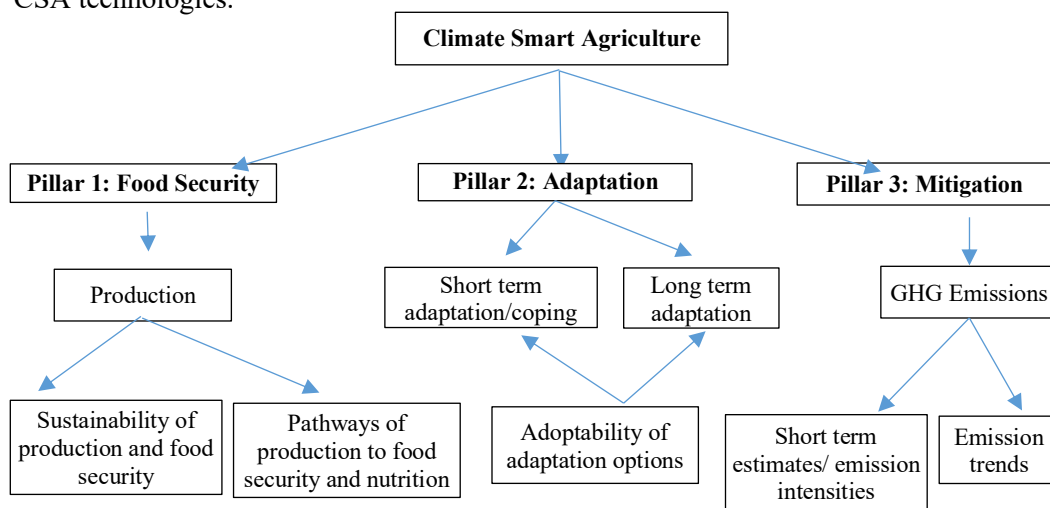 CSA technologies.
Climate Smart Agriculture
Pillar 1: Food Security
Pillar 2: Adaptation
Pillar 3: Mitigation
Production
Short term
adaptation/coping
Long term
adaptation
GHG Emissions
Sustainability of
production and food
security
Pathways of
production to food
security and nutrition
Adoptability of
adaptation options
Short term
estimates/ emission
intensities
Emission
trends